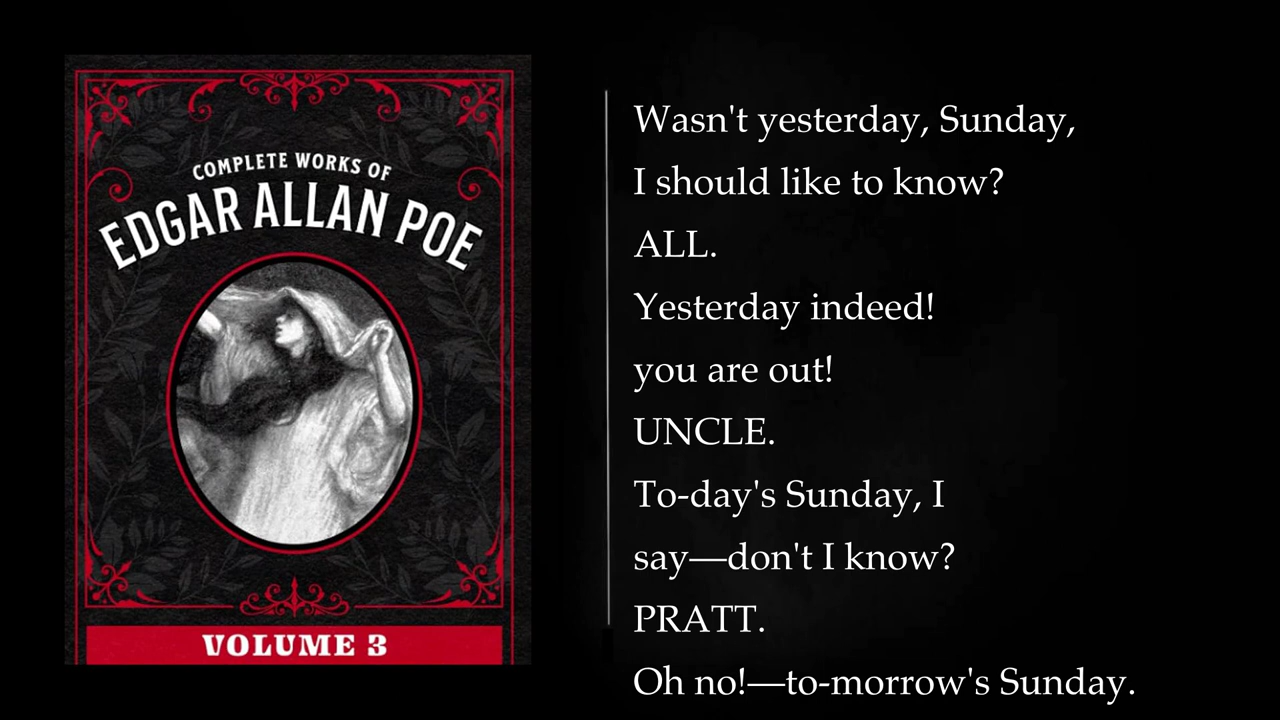 COMPLETE WORKS OF
EDGAR ALLAN POE
VOLUME 3
Wasn't yesterday, Sunday,
I should like to know?
ALL.
Yesterday indeed!
you are out!
UNCLE.
To-day's Sunday, I
say—don't I know?
PRATT.
Oh no!—to-morrow's Sunday.